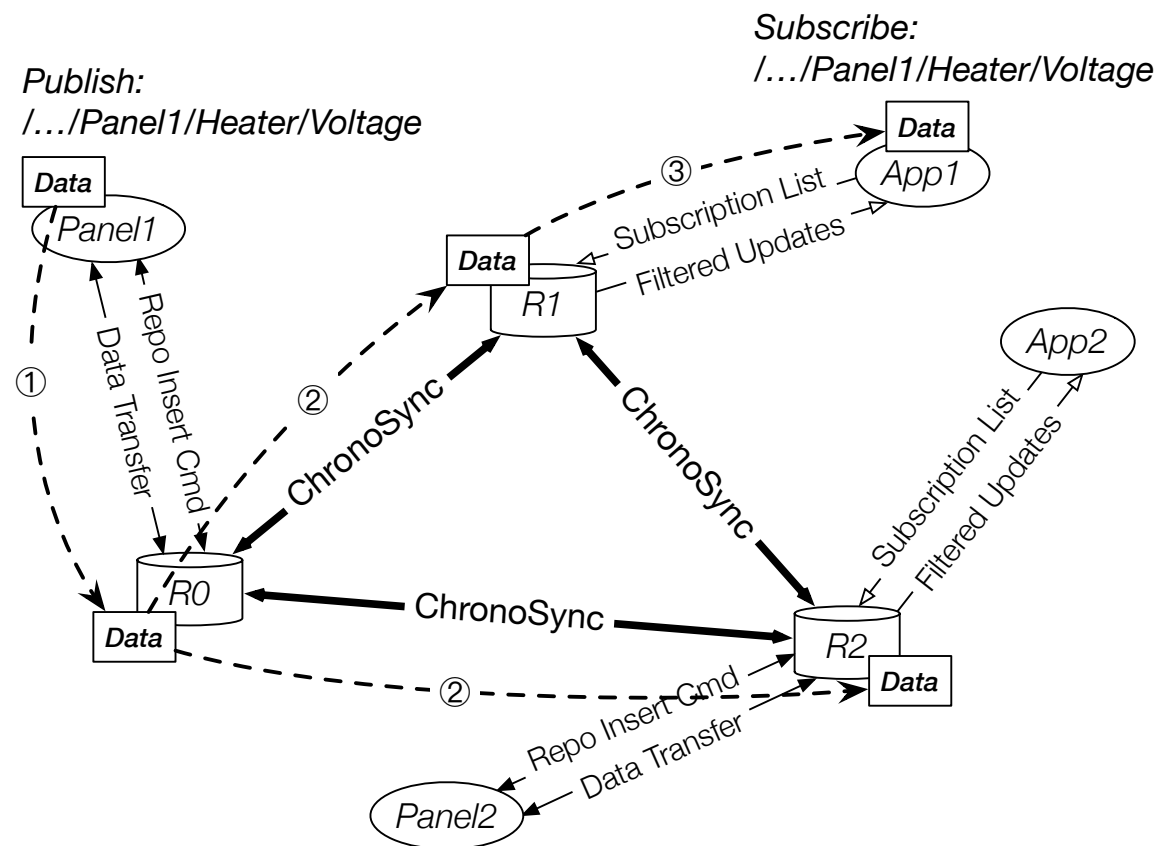 Subscribe:
/…/Panel1/Heater/Voltage
Publish:
/…/Panel1/Heater/Voltage
Data
App1
③
Subscription List
Filtered Updates
Data
Panel1
Data
R1
Repo Insert Cmd
Data Transfer
①
②
ChronoSync
ChronoSync
App2
Subscription List
Filtered Updates
R0
Data
ChronoSync
R2
Data
②
Repo Insert Cmd
Data Transfer
Panel2